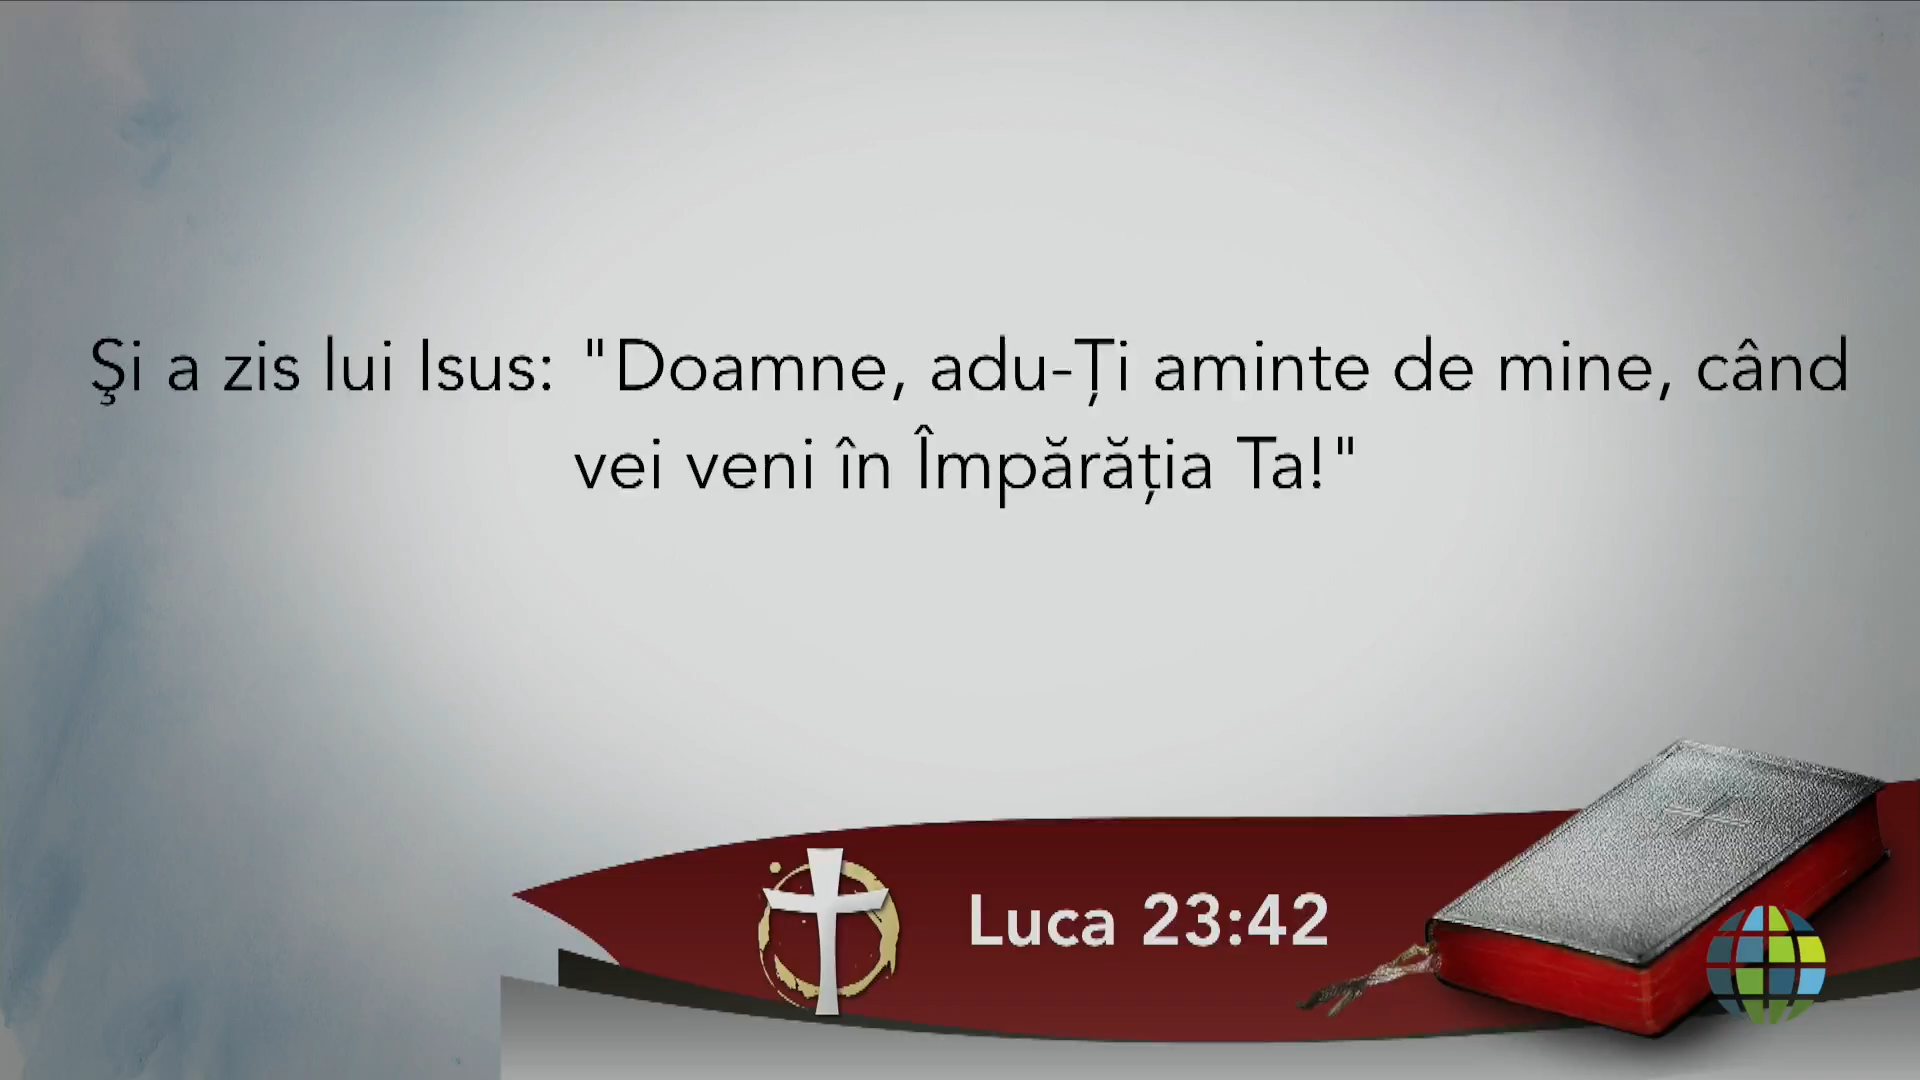 Şi a zis lui Isus: "Doamne, adu-Ți aminte de mine, când
vei veni în Împărăția Ta!"
Luca 23:42